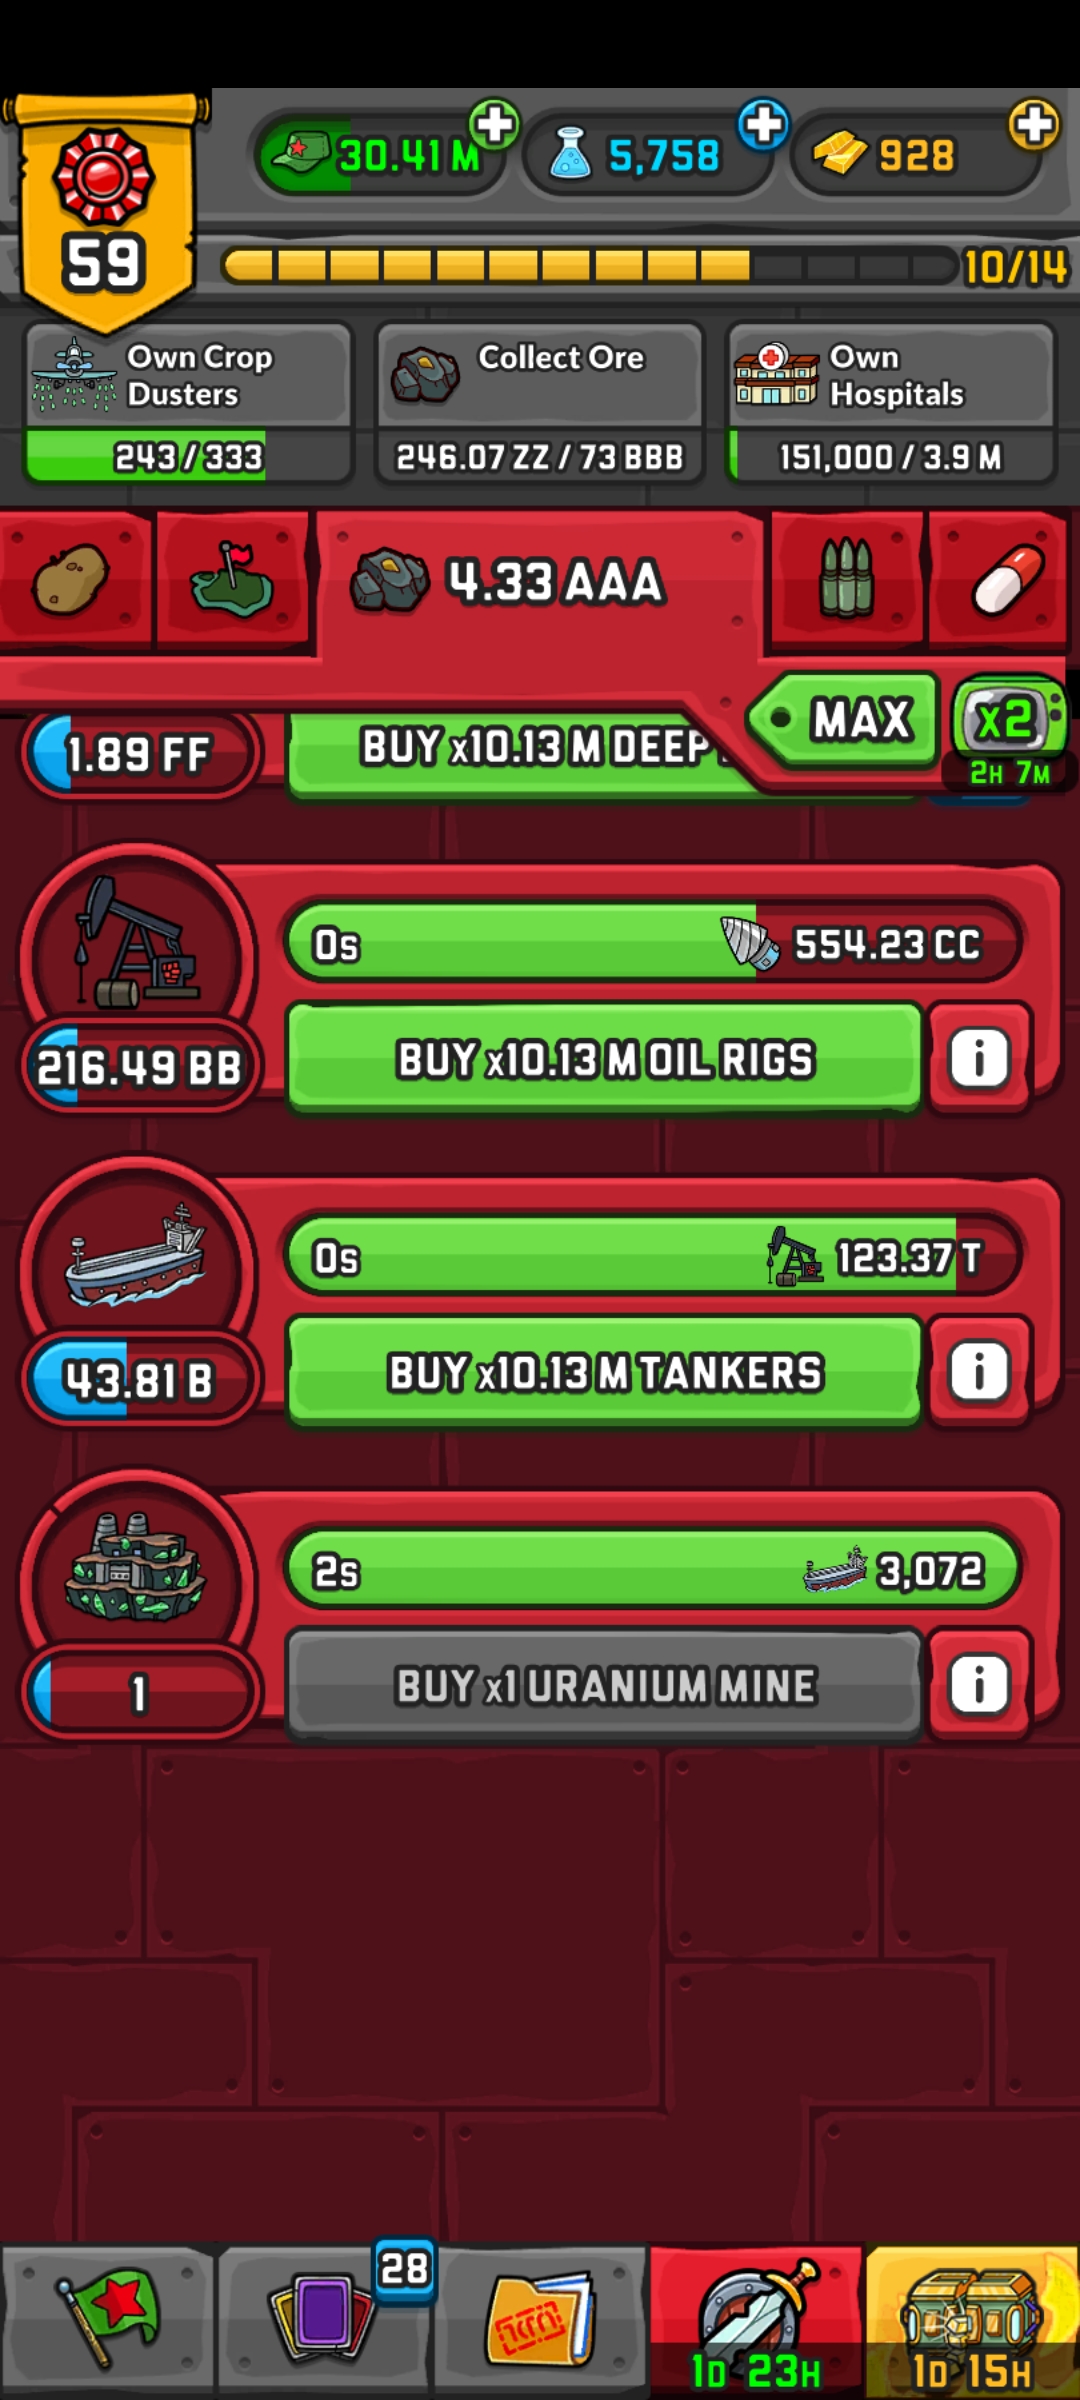 30.41 M
5,758
928
59
10/14
Own Crop
Dusters
Collect Ore
Own
Hospitals
243 / 333
246.07 ZZ / 73 BBB
151,000 / 3.9 M
4.33 AAA
MAX
x2
2H 7M
1.89 FF
BUY x10.13 M DEEP
0s
554.23 CC
216.49 BB
BUY x10.13 M OIL RIGS
i
0s
123.37 T
43.81 B
BUY x10.13 M TANKERS
i
2s
3,072
1
BUY x1 URANIUM MINE
i
28
1D 23H
1D 15H